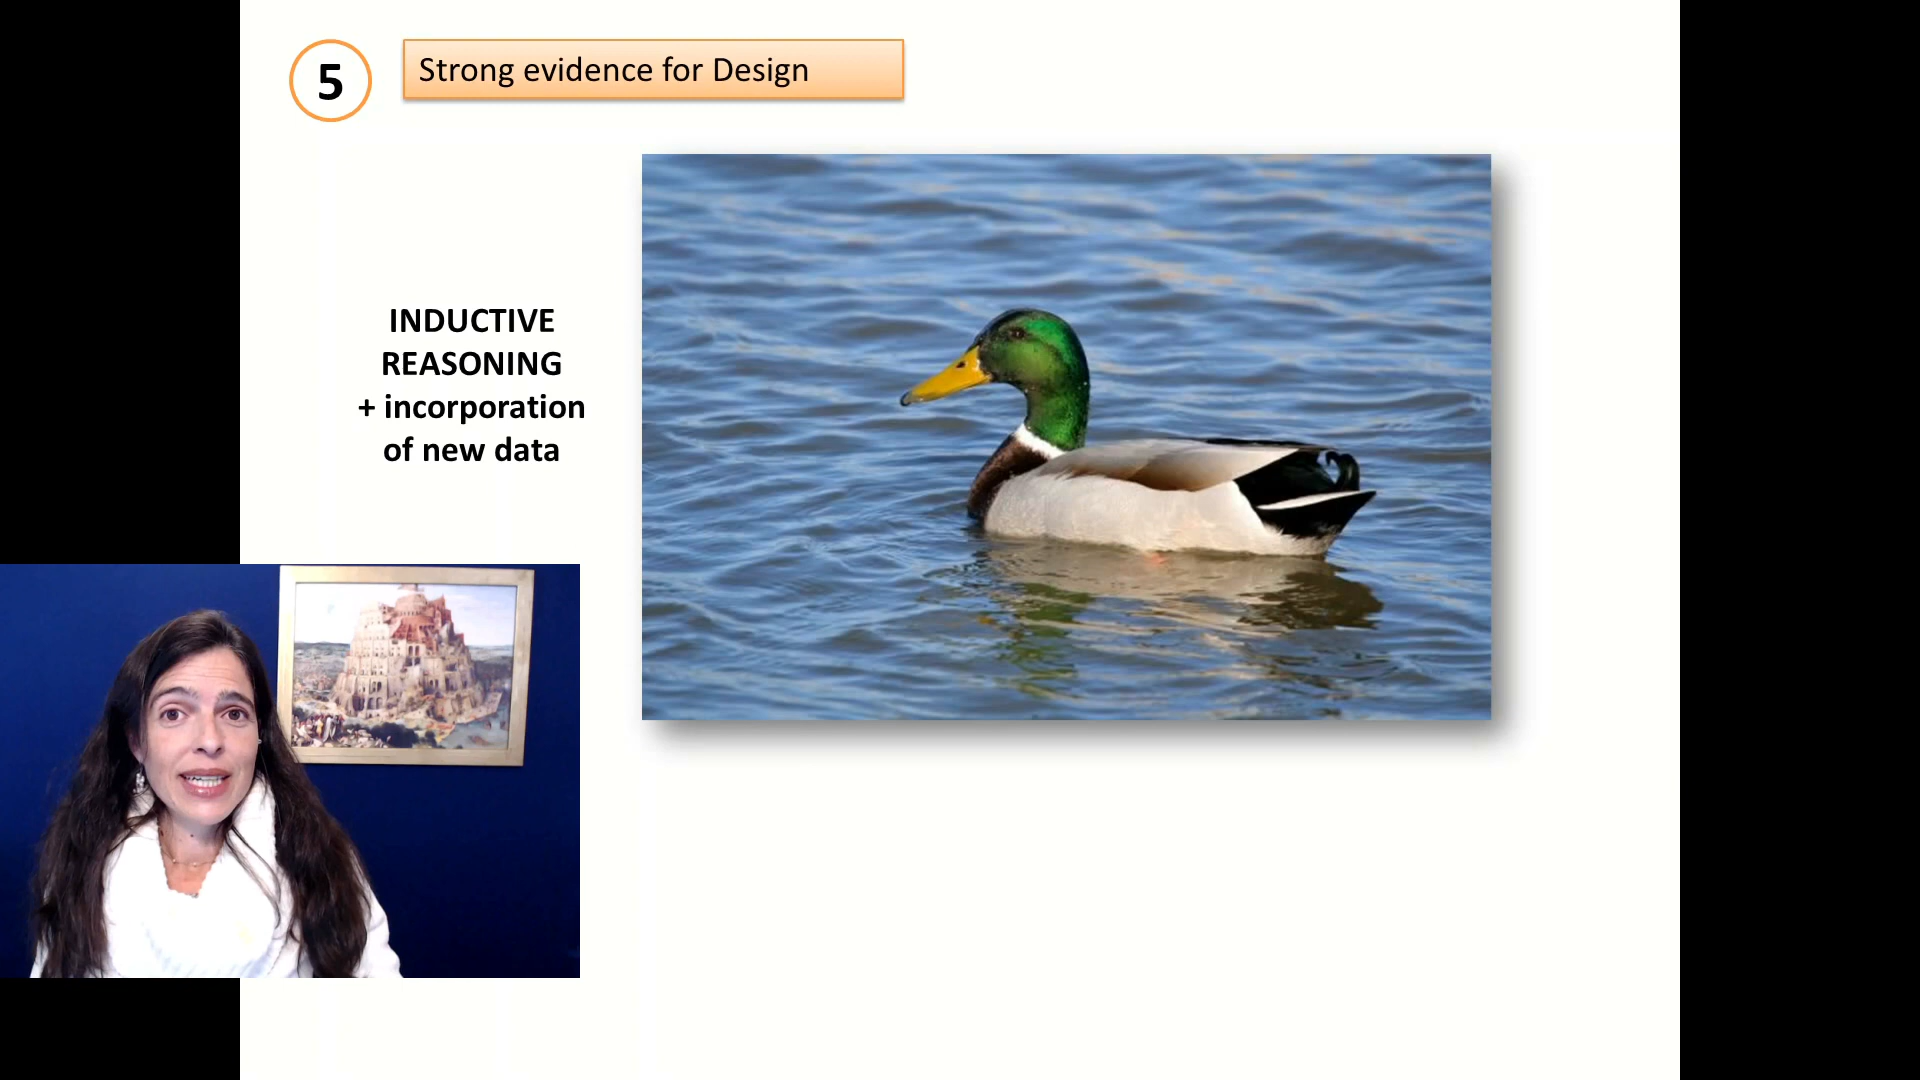 5
Strong evidence for Design
INDUCTIVE
REASONING
+ incorporation
of new data